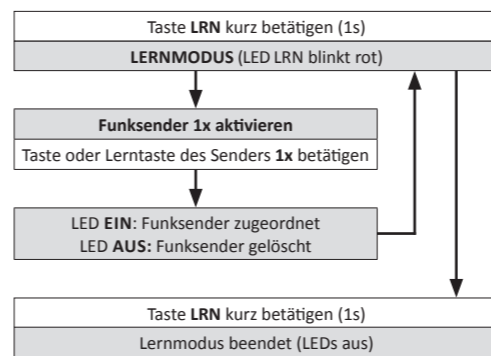 Taste LRN kurz betätigen (1s)
LERNMODUS (LED LRN blinkt rot)
Funksender 1x aktivieren
Taste oder Lerntaste des Senders 1x betätigen
LED EIN: Funksender zugeordnet
LED AUS: Funksender gelöscht
Taste LRN kurz betätigen (1s)
Lernmodus beendet (LEDs aus)